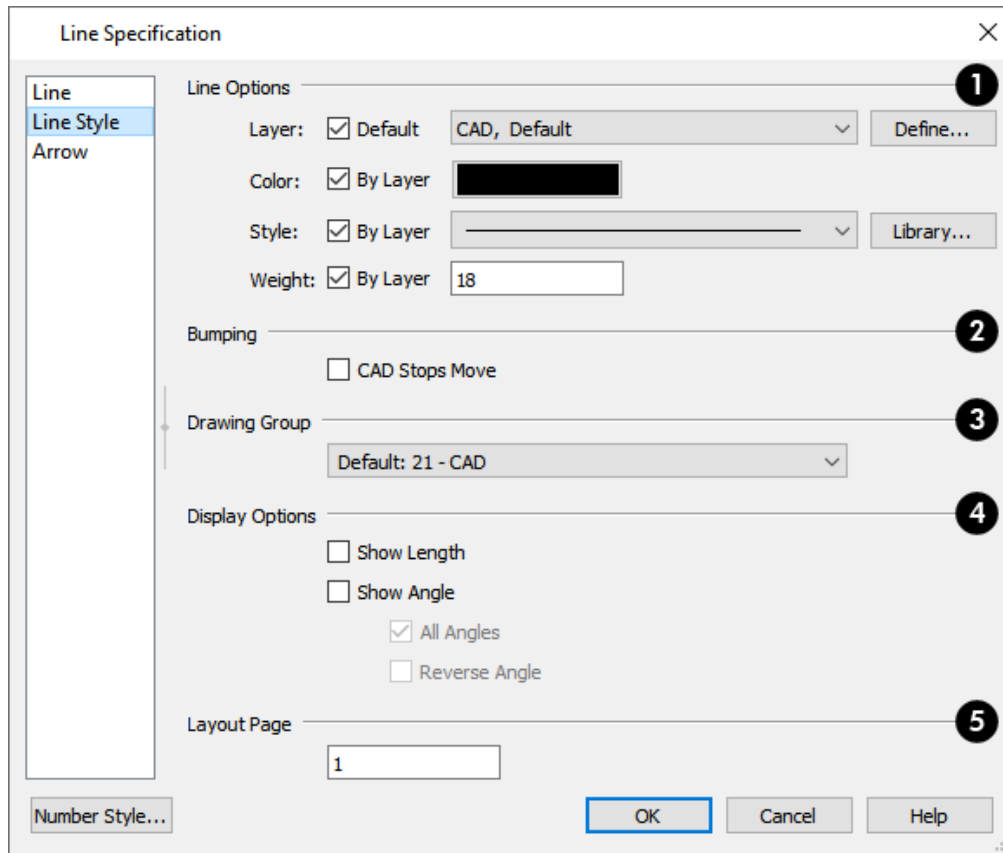 Line Specification
Line
Line Style
Arrow
Line Options
1
Layer: Default CAD, Default Define...
Color: By Layer
Style: By Layer Library...
Weight: By Layer 18
Bumping
2
CAD Stops Move
Drawing Group
3
Default: 21 - CAD
Display Options
4
Show Length
Show Angle
All Angles
Reverse Angle
Layout Page
5
1
Number Style... OK Cancel Help